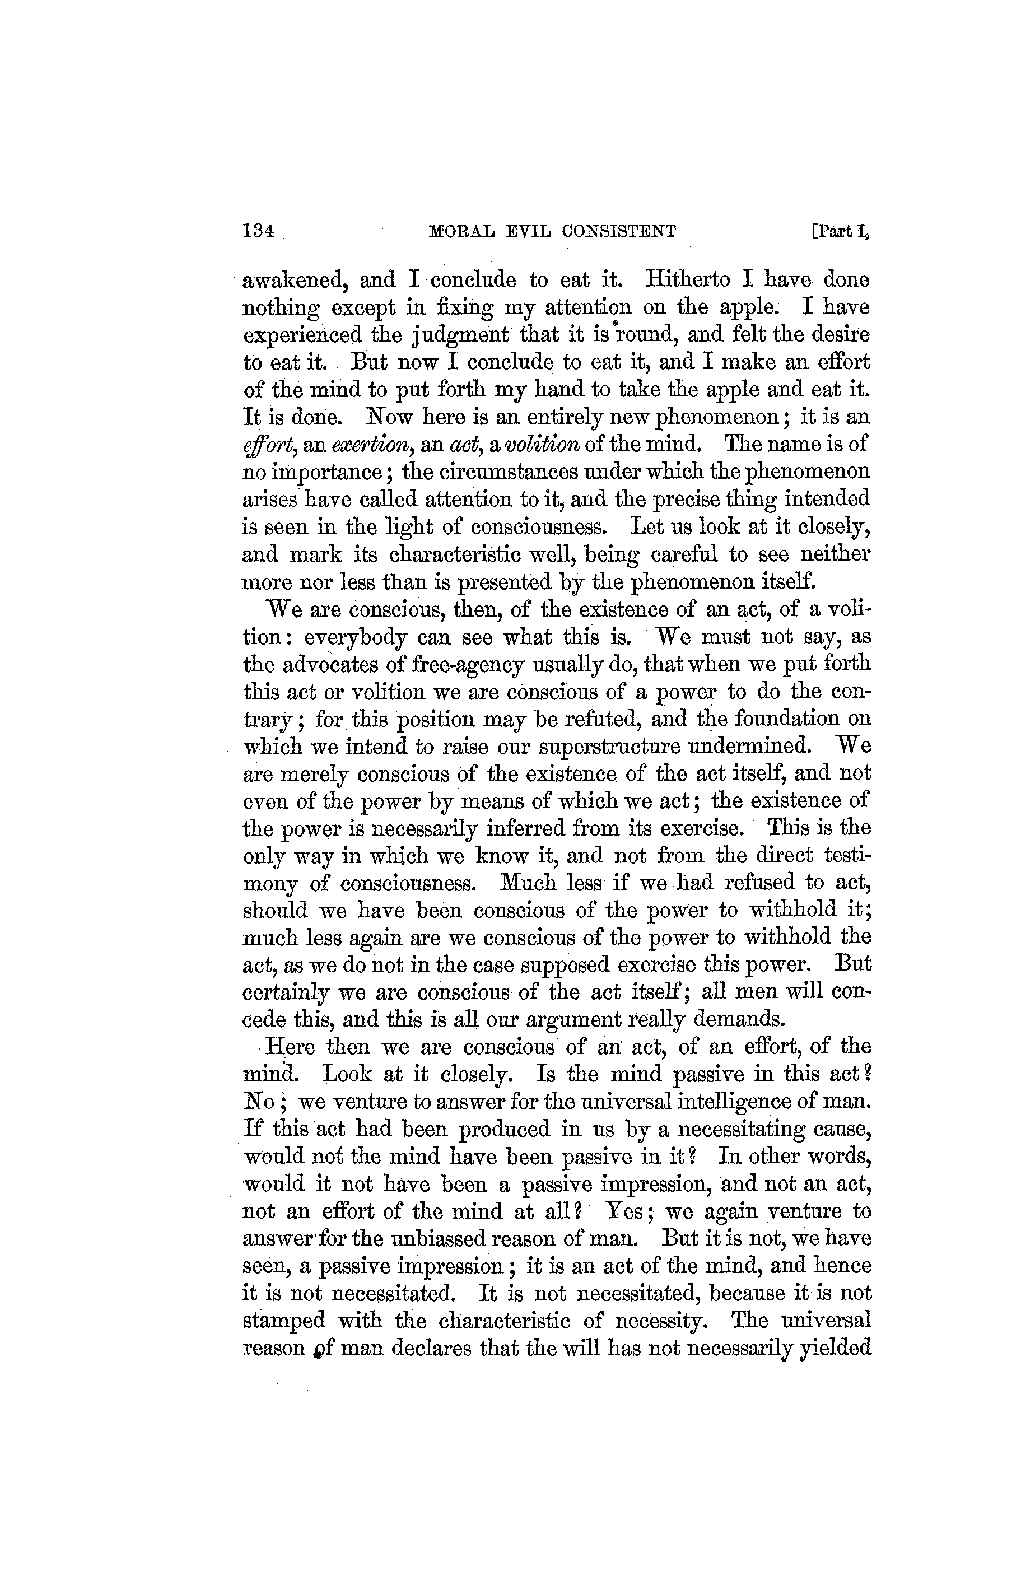 134 MORAL EVIL CONSISTENT [Part I,
awakened, and I conclude to eat it. Hitherto I have done
nothing except in fixing my attention on the apple. I have
experienced the judgment that it is round, and felt the desire
to eat it. But now I conclude to eat it, and I make an effort
of the mind to put forth my hand to take the apple and eat it.
It is done. Now here is an entirely new phenomenon; it is an
effort, an exertion, an act, a volition of the mind. The name is of
no importance; the circumstances under which the phenomenon
arises have called attention to it, and the precise thing intended
is seen in the light of consciousness. Let us look at it closely,
and mark its characteristic well, being careful to see neither
more nor less than is presented by the phenomenon itself.
We are conscious, then, of the existence of an act, of a voli-
tion: everybody can see what this is. We must not say, as
the advocates of free-agency usually do, that when we put forth
this act or volition we are conscious of a power to do the con-
trary; for this position may be refuted, and the foundation on
which we intend to raise our superstructure undermined. We
are merely conscious of the existence of the act itself, and not
even of the power by means of which we act; the existence of
the power is necessarily inferred from its exercise. This is the
only way in which we know it, and not from the direct testi-
mony of consciousness. Much less if we had refused to act,
should we have been conscious of the power to withhold it;
much less again are we conscious of the power to withhold the
act, as we do not in the case supposed exercise this power. But
certainly we are conscious of the act itself; all men will con-
cede this, and this is all our argument really demands.
Here then we are conscious of an act, of an effort, of the
mind. Look at it closely. Is the mind passive in this act?
No; we venture to answer for the universal intelligence of man.
If this act had been produced in us by a necessitating cause,
would not the mind have been passive in it? In other words,
would it not have been a passive impression, and not an act,
not an effort of the mind at all? Yes; we again venture to
answer for the unbiassed reason of man. But it is not, we have
seen, a passive impression; it is an act of the mind, and hence
it is not necessitated. It is not necessitated, because it is not
stamped with the characteristic of necessity. The universal
reason of man declares that the will has not necessarily yielded